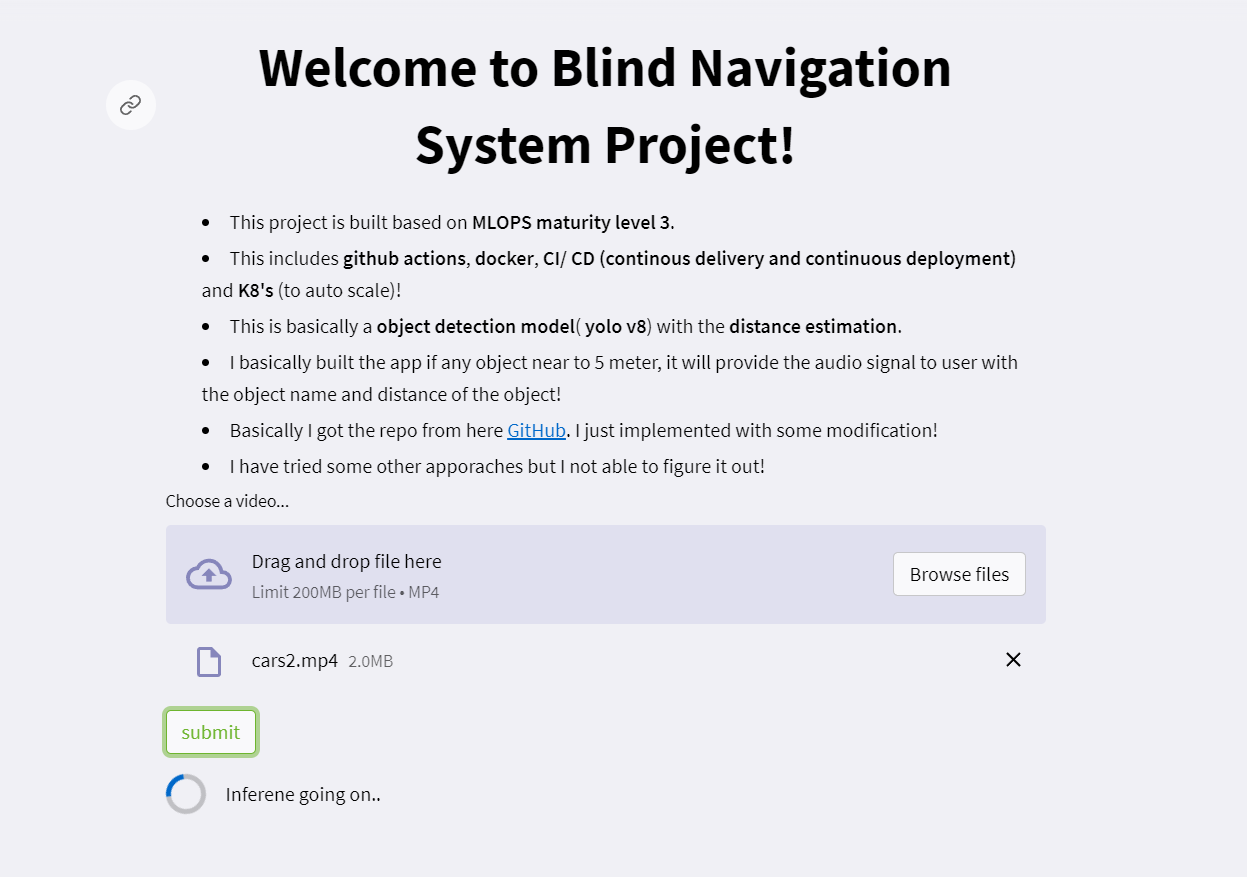 Welcome to Blind Navigation
System Project!
• This project is built based on MLOPS maturity level 3.
• This includes github actions, docker, CI/ CD (continous delivery and continuous deployment)
and K8's (to auto scale)!
• This is basically a object detection model( yolo v8) with the distance estimation.
• I basically built the app if any object near to 5 meter, it will provide the audio signal to user with
the object name and distance of the object!
• Basically I got the repo from here GitHub. I just implemented with some modification!
• I have tried some other apporaches but I not able to figure it out!
Choose a video...
Drag and drop file here
Limit 200MB per file • MP4
Browse files
cars2.mp4 2.0MB
submit
Inferene going on..